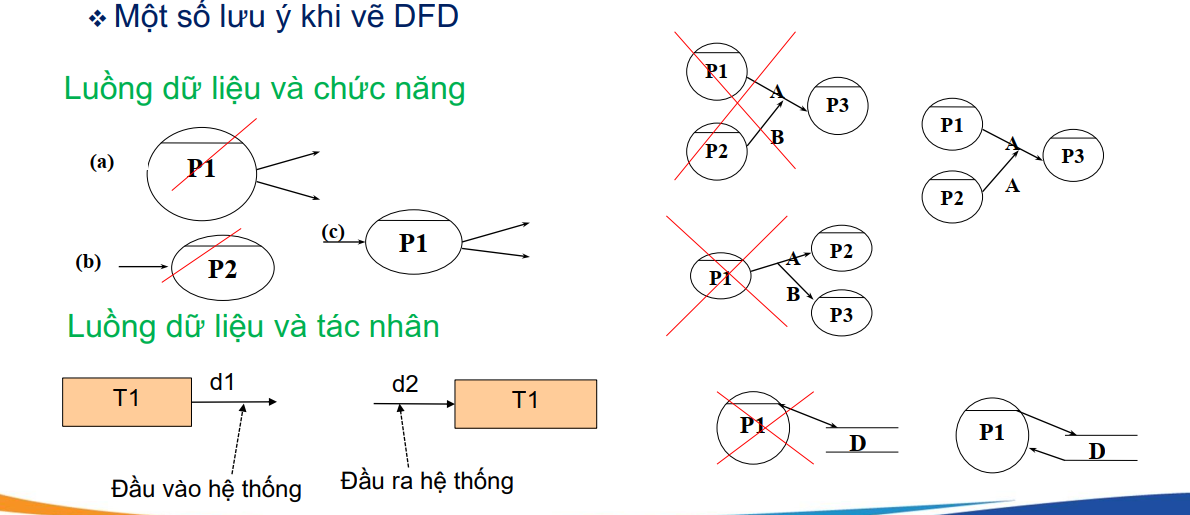 ❖ Một số lưu ý khi vẽ DFD
Luồng dữ liệu và chức năng
(a)
P1
(b)
P2
(c)
P1
Luồng dữ liệu và tác nhân
T1
d1
d2
T1
Đầu vào hệ thống
Đầu ra hệ thống
P1
A
P3
P2
B
P1
A
P3
P2
A
P1
A
P2
B
P3
P1
D
P1
D